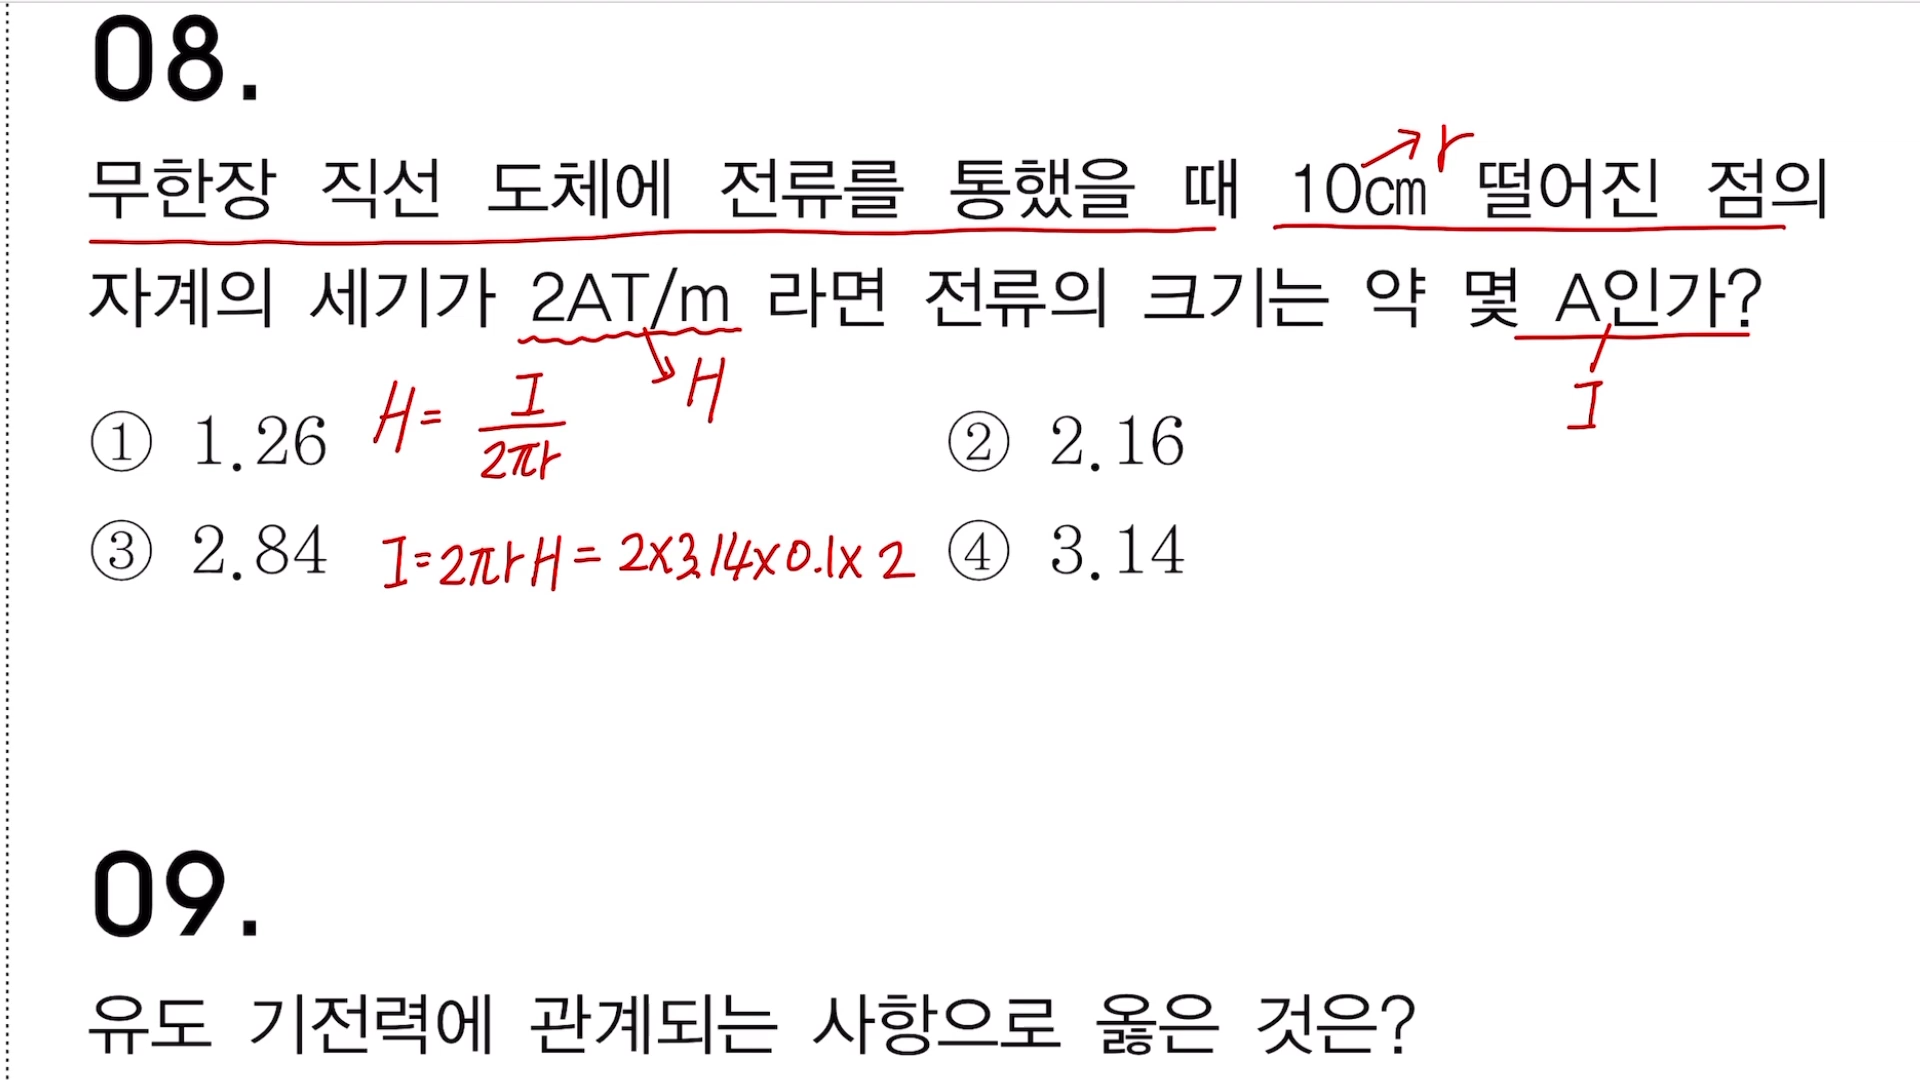 08.
무한장 직선 도체에 전류를 통했을 때 10cm 떨어진 점의
r
자계의 세기가 2AT/m 라면 전류의 크기는 약 몇 A인가?
H
I
① 1.26
H = I / 2πr
② 2.16
③ 2.84
I = 2πrH = 2×3.14×0.1×2
④ 3.14
09.
유도 기전력에 관계되는 사항으로 옳은 것은?